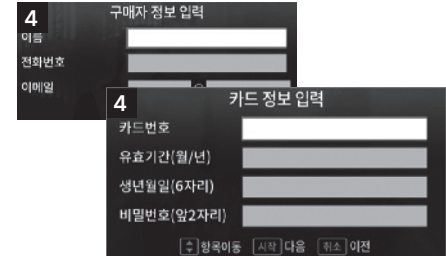 4
구매자 정보 입력
이름
전화번호
이메일
@
4
카드 정보 입력
카드번호
유효기간(월/년)
생년월일(6자리)
비밀번호(앞2자리)
항목이동 시작 다음 취소 이전